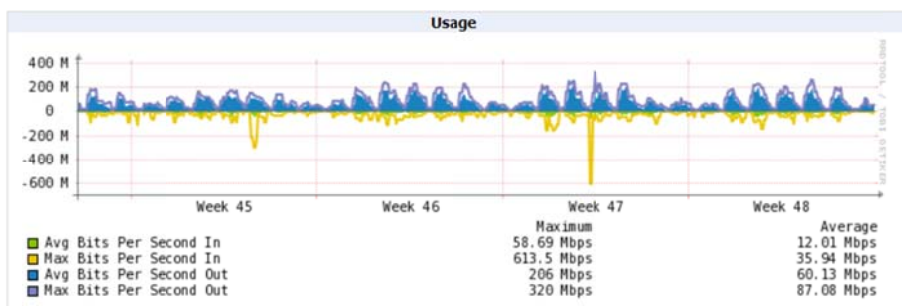 Usage
400 M
200 M
0
-200 M
-400 M
-600 M
RRDTOOL / TOBI OETIKER
Week 45 Week 46 Week 47 Week 48
Maximum Average
Avg Bits Per Second In 58.69 Mbps 12.01 Mbps
Max Bits Per Second In 613.5 Mbps 35.94 Mbps
Avg Bits Per Second Out 206 Mbps 60.13 Mbps
Max Bits Per Second Out 320 Mbps 87.08 Mbps